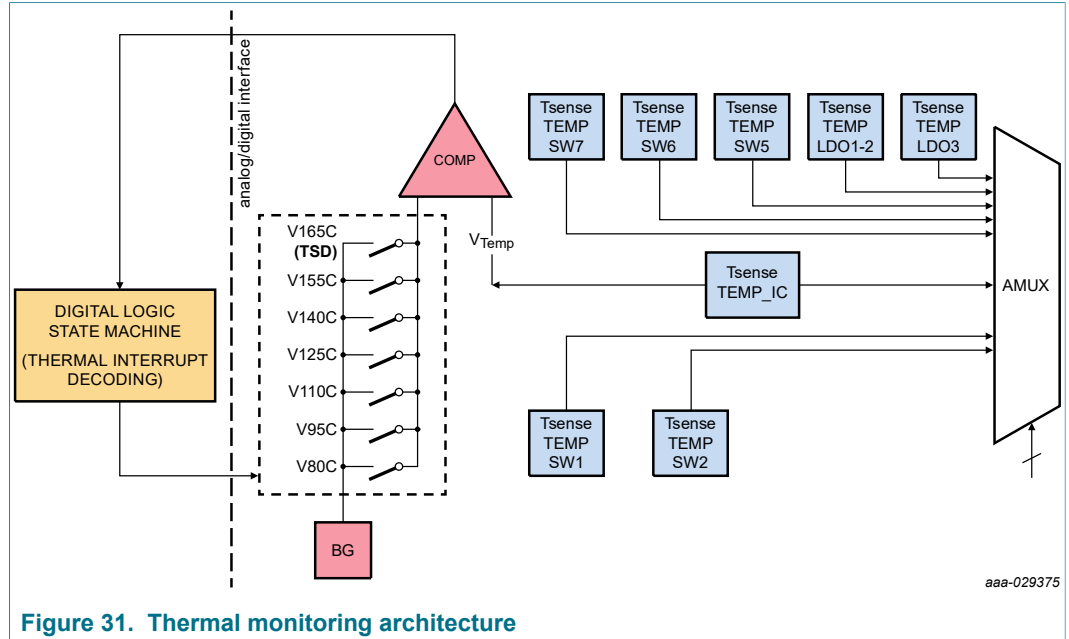 analog/digital interface
COMP
Tsense
TEMP
SW7
Tsense
TEMP
SW6
Tsense
TEMP
SW5
Tsense
TEMP
LDO1-2
Tsense
TEMP
LDO3
V165C
(TSD)
V155C
V140C
V125C
V110C
V95C
V80C
VTemp
Tsense
TEMP_IC
AMUX
DIGITAL LOGIC
STATE MACHINE
(THERMAL INTERRUPT
DECODING)
Tsense
TEMP
SW1
Tsense
TEMP
SW2
BG
aaa-029375
Figure 31. Thermal monitoring architecture